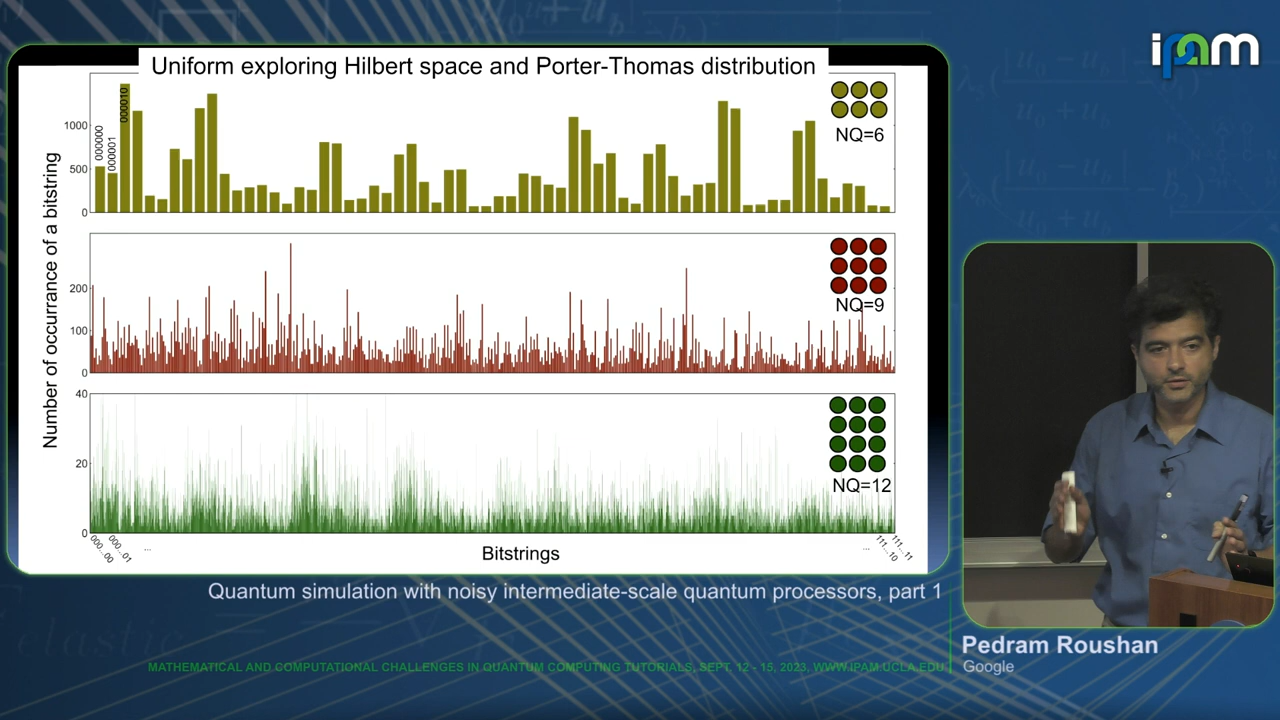 ipam
Uniform exploring Hilbert space and Porter-Thomas distribution
Number of occurrance of a bitstring
1000
500
0
000000
000001
000010
NQ=6
200
100
0
NQ=9
40
20
0
NQ=12
000...00
000...01
...
...
111...10
111...11
Bitstrings
Quantum simulation with noisy intermediate-scale quantum processors, part 1
Pedram Roushan
Google
MATHEMATICAL AND COMPUTATIONAL CHALLENGES IN QUANTUM COMPUTING TUTORIALS, SEPT. 12 - 15, 2023, WWW.IPAM.UCLA.EDU